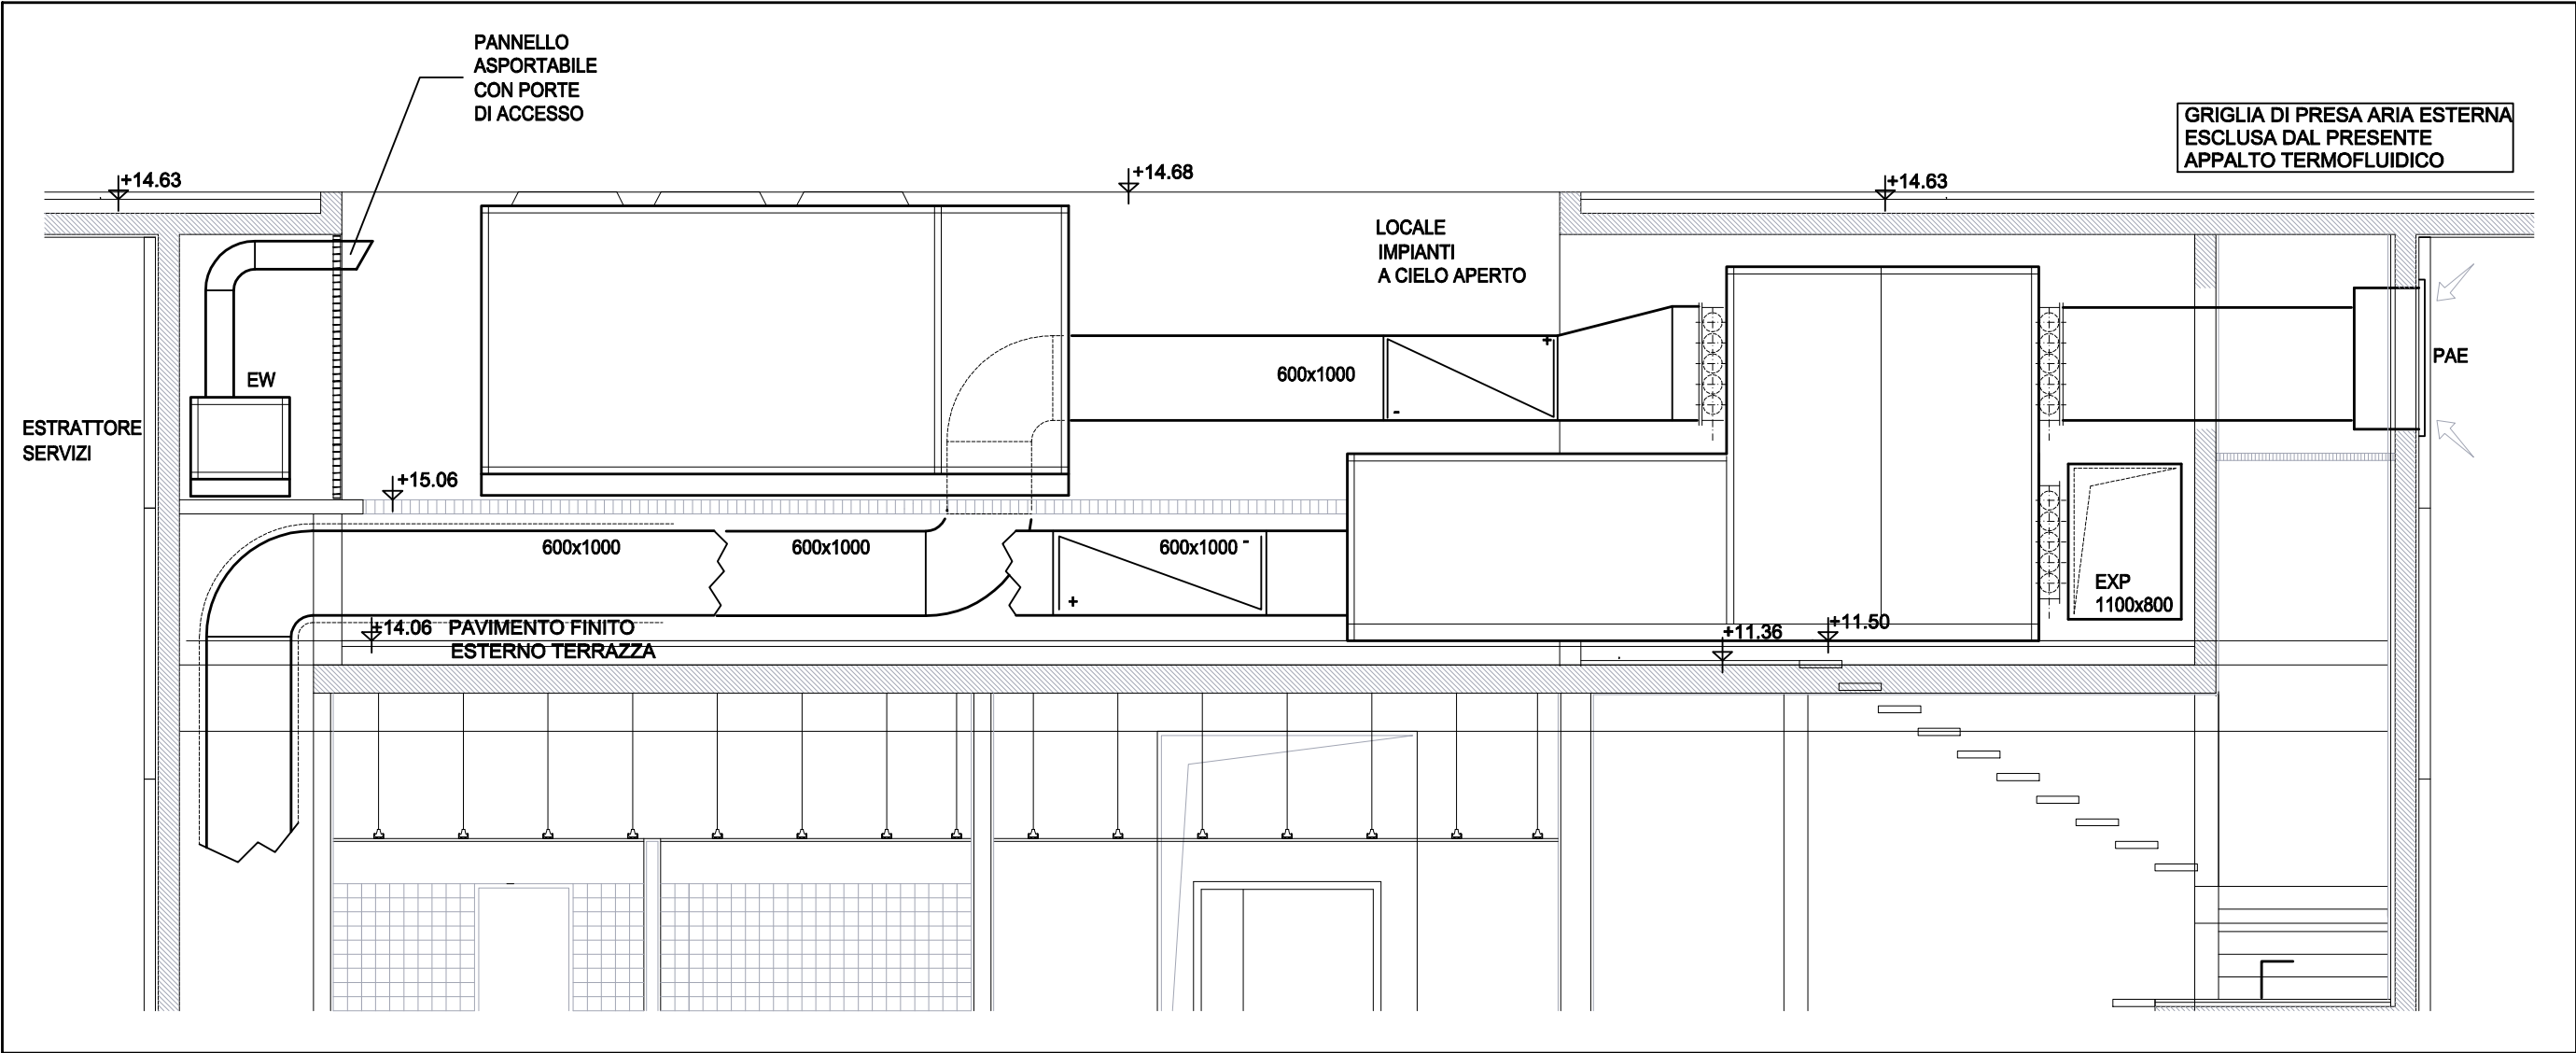 PANNELLO
ASPORTABILE
CON PORTE
DI ACCESSO
GRIGLIA DI PRESA ARIA ESTERNA
ESCLUSA DAL PRESENTE
APPALTO TERMOFLUIDICO
+14.63
+14.68
+14.63
LOCALE
IMPIANTI
A CIELO APERTO
EW
600x1000
+
-
PAE
ESTRATTORE
SERVIZI
+15.06
600x1000
600x1000
600x1000 -
+
EXP
1100x800
+14.06 PAVIMENTO FINITO
ESTERNO TERRAZZA
+11.36
+11.50